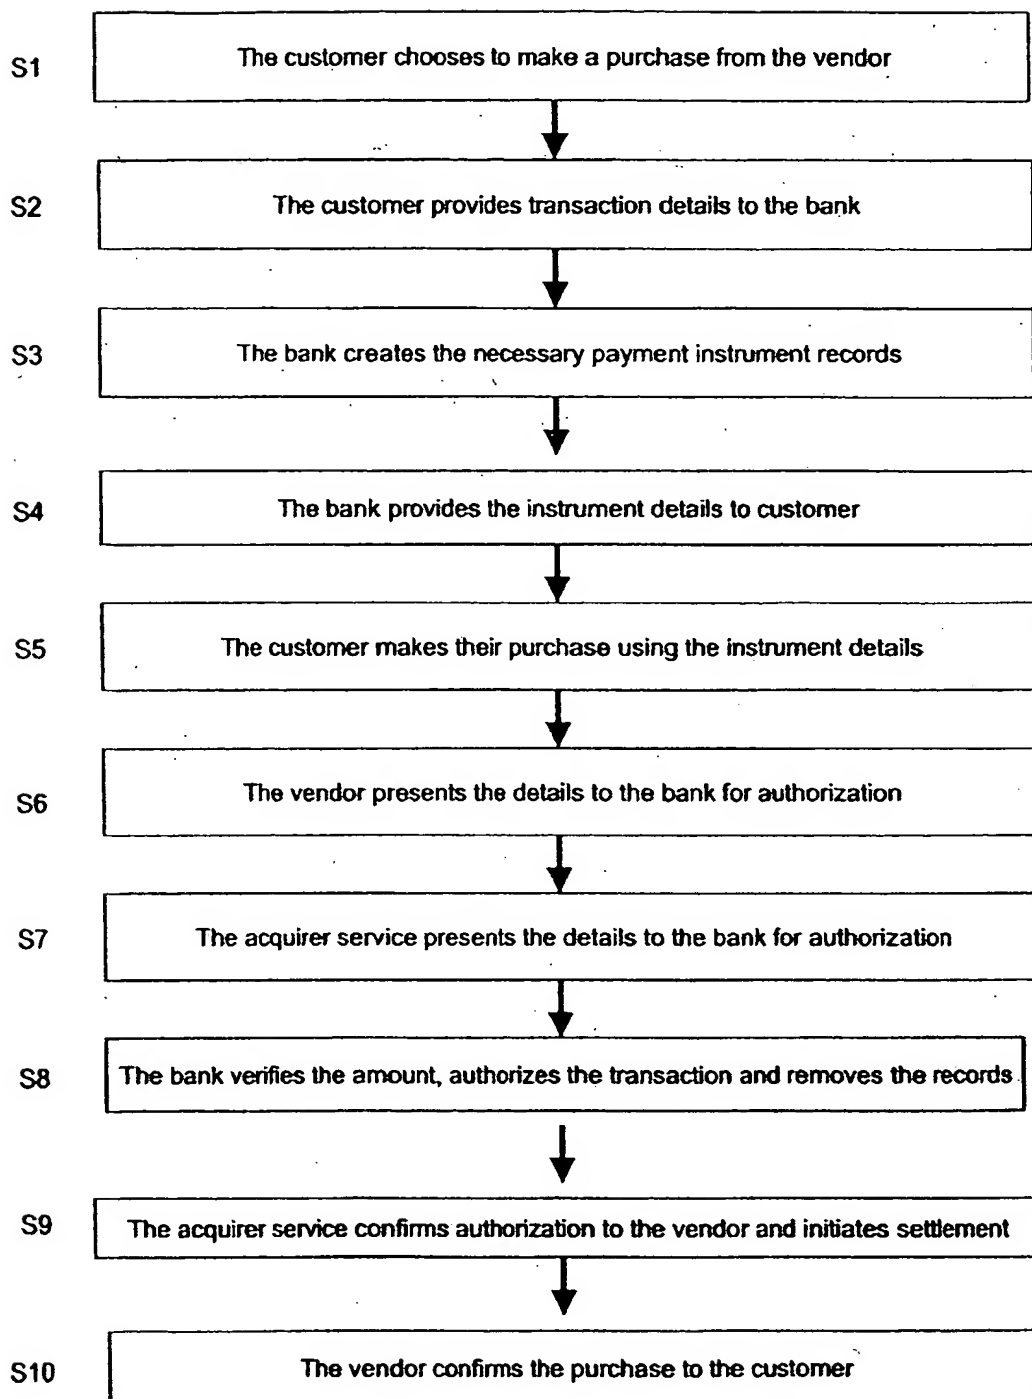 S1 The customer chooses to make a purchase from the vendor
S2 The customer provides transaction details to the bank
S3 The bank creates the necessary payment instrument records
S4 The bank provides the instrument details to customer
S5 The customer makes their purchase using the instrument details
S6 The vendor presents the details to the bank for authorization
S7 The acquirer service presents the details to the bank for authorization
S8 The bank verifies the amount, authorizes the transaction and removes the records
S9 The acquirer service confirms authorization to the vendor and initiates settlement
S10 The vendor confirms the purchase to the customer